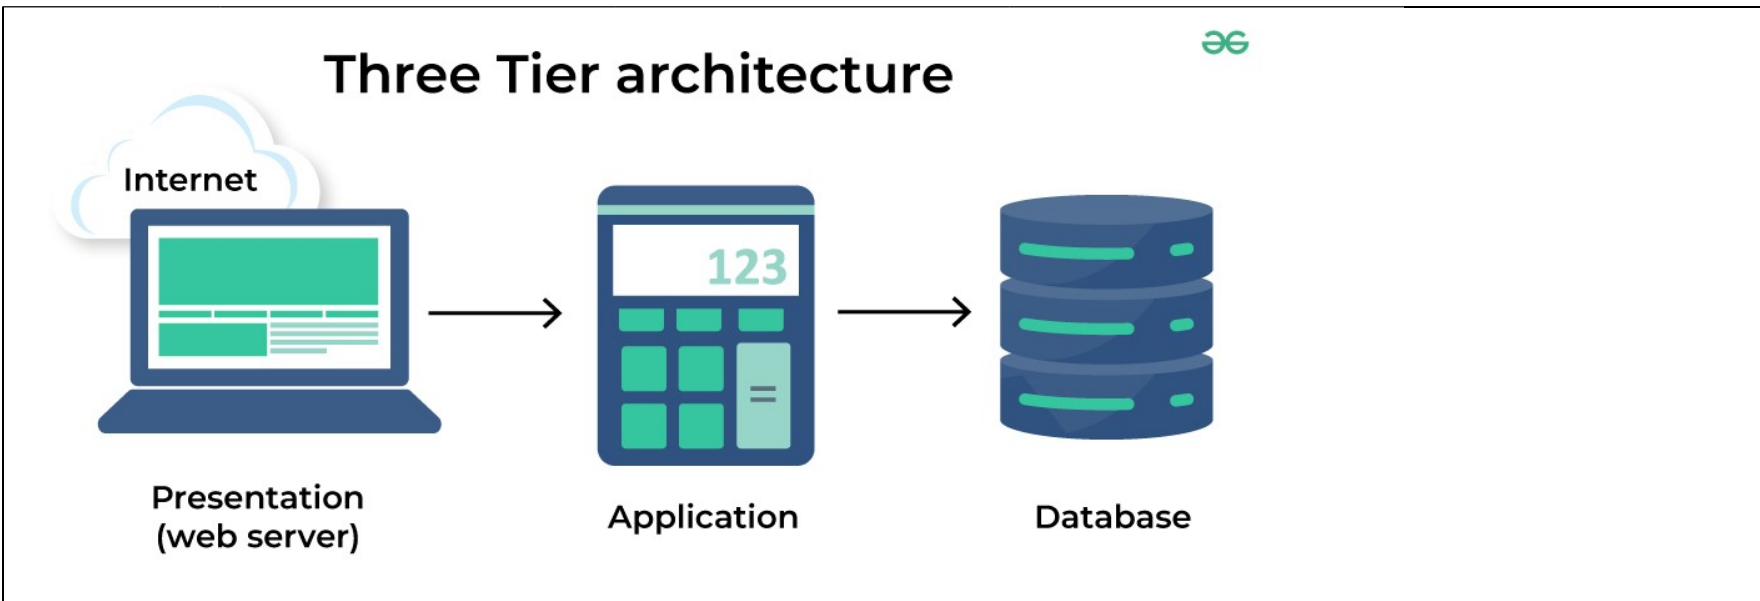 Three Tier architecture
Internet
123
=
Presentation
(web server)
Application
Database